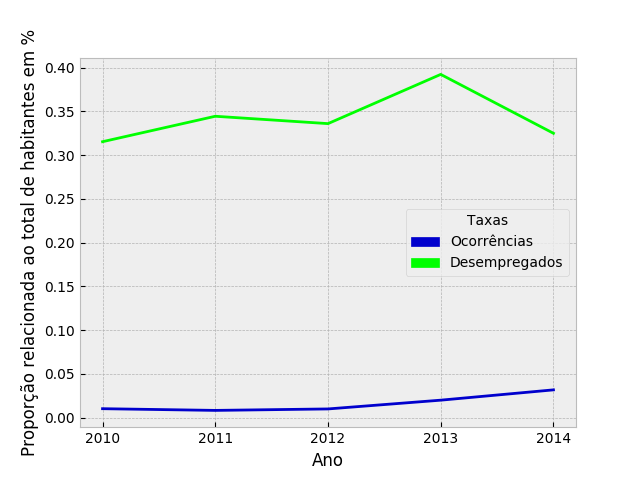 Proporção relacionada ao total de habitantes em %
0.40
0.35
0.30
0.25
0.20
0.15
0.10
0.05
0.00
Taxas
Ocorrências
Desempregados
2010 2011 2012 2013 2014
Ano